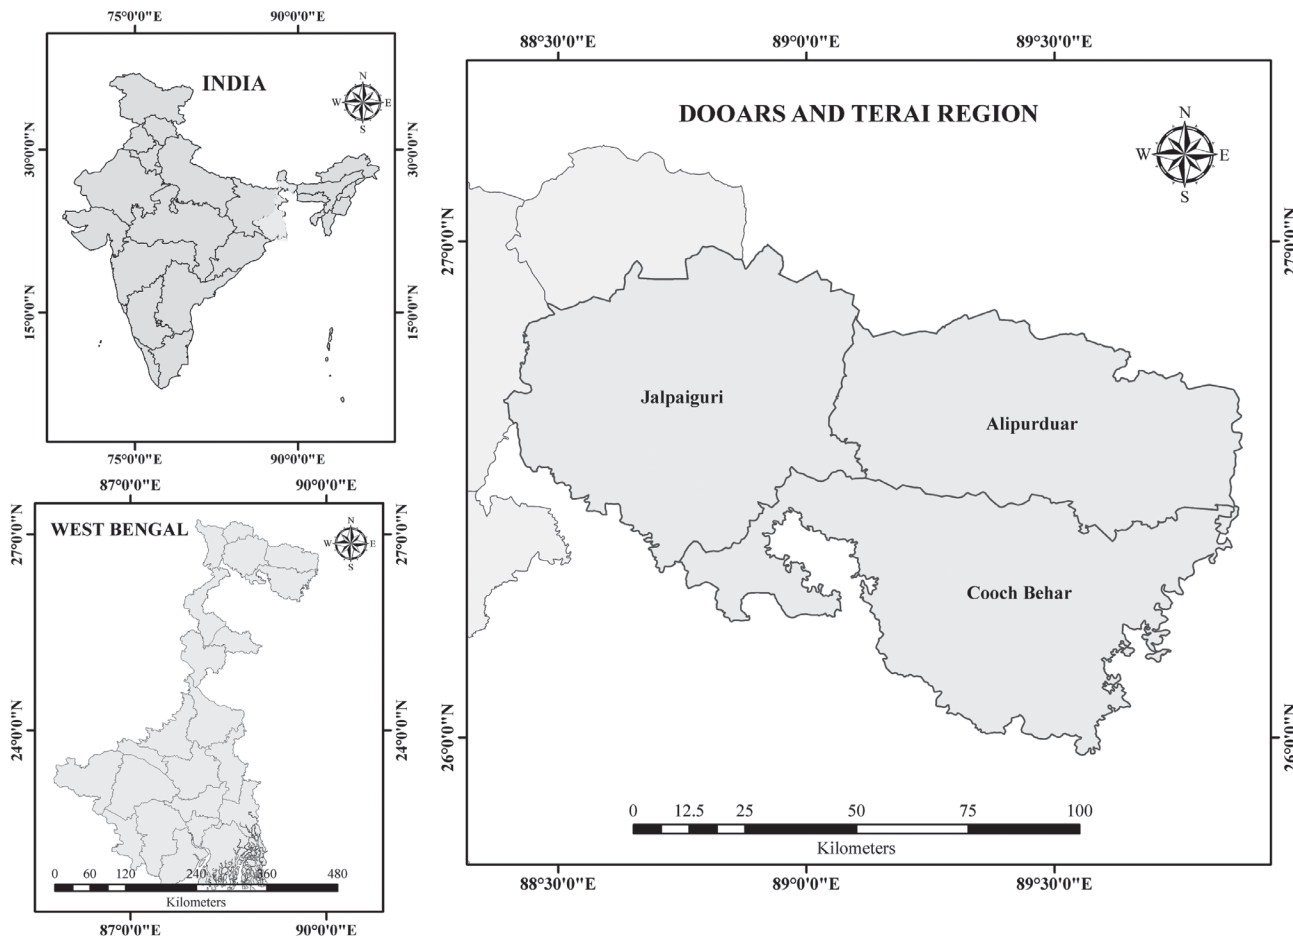 75°0'0"E 90°0'0"E
INDIA
N
W E
S
30°0'0"N 30°0'0"N
15°0'0"N 15°0'0"N
75°0'0"E 90°0'0"E
87°0'0"E 90°0'0"E
WEST BENGAL
N
W E
S
27°0'0"N 27°0'0"N
24°0'0"N 24°0'0"N
0 60 120 240 360 480
Kilometers
87°0'0"E 90°0'0"E
88°30'0"E 89°0'0"E 89°30'0"E
DOOARS AND TERAI REGION
N
W E
S
27°0'0"N 27°0'0"N
Jalpaiguri
Alipurduar
Cooch Behar
26°0'0"N 26°0'0"N
0 12.5 25 50 75 100
Kilometers
88°30'0"E 89°0'0"E 89°30'0"E